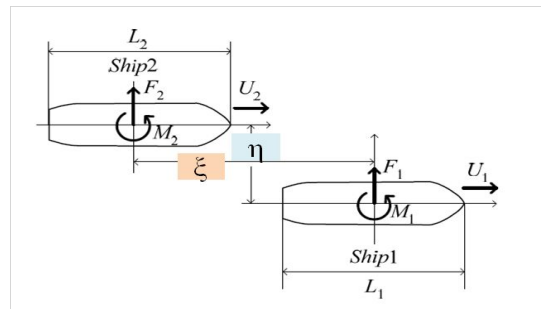 L₂
Ship2
F₂
U₂
M₂
η
ξ
F₁
U₁
M₁
Ship1
L₁